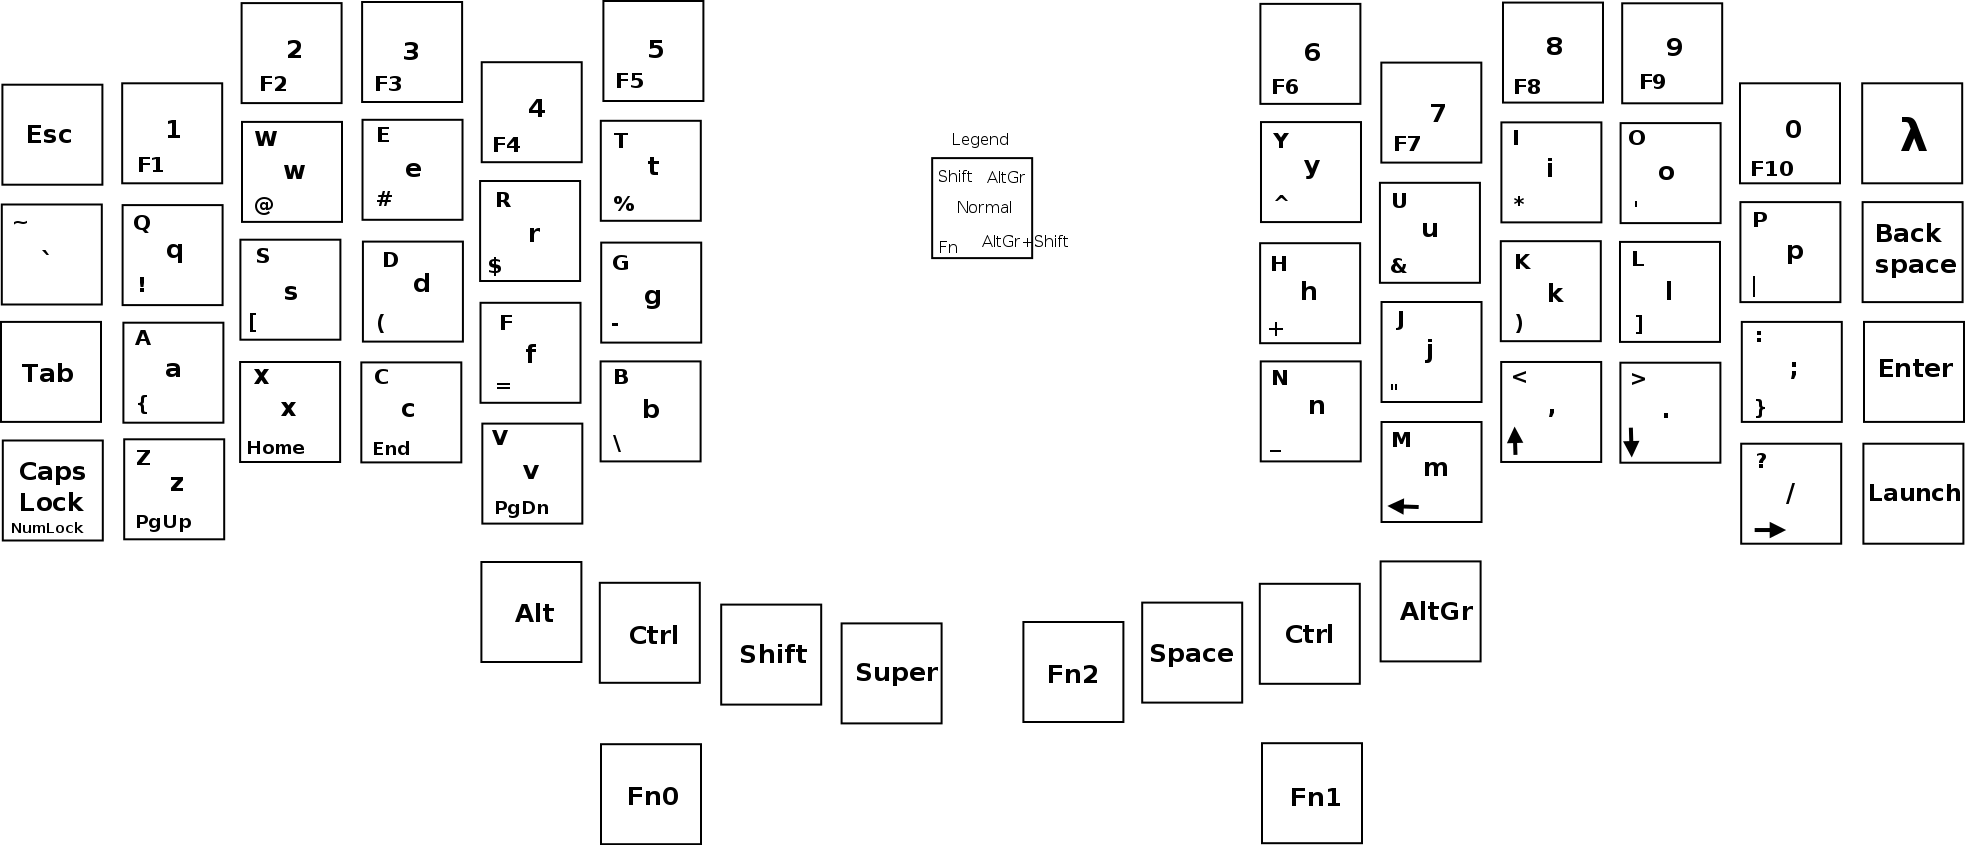 2
F2
3
F3
5
F5
4
F4
Esc
1
F1
6
F6
8
F8
9
F9
7
F7
0
F10
λ
Legend
Shift AltGr
Normal
Fn AltGr+Shift
~
`
Q
q
!
W
w
@
E
e
#
R
r
$
T
t
%
Y
y
^
U
u
&
I
i
*
O
o
'
P
p
|
Back
space
Tab
A
a
{
S
s
[
D
d
(
F
f
=
G
g
-
H
h
+
J
j
"
K
k
)
L
l
]
:
;
}
Enter
Caps
Lock
NumLock
Z
z
PgUp
X
x
Home
C
c
End
V
v
PgDn
B
b
\
N
n
_
M
m
←
<
,
↑
>
.
↓
?
/
→
Launch
Alt
Ctrl
Shift
Super
Fn2
Space
Ctrl
AltGr
Fn0
Fn1